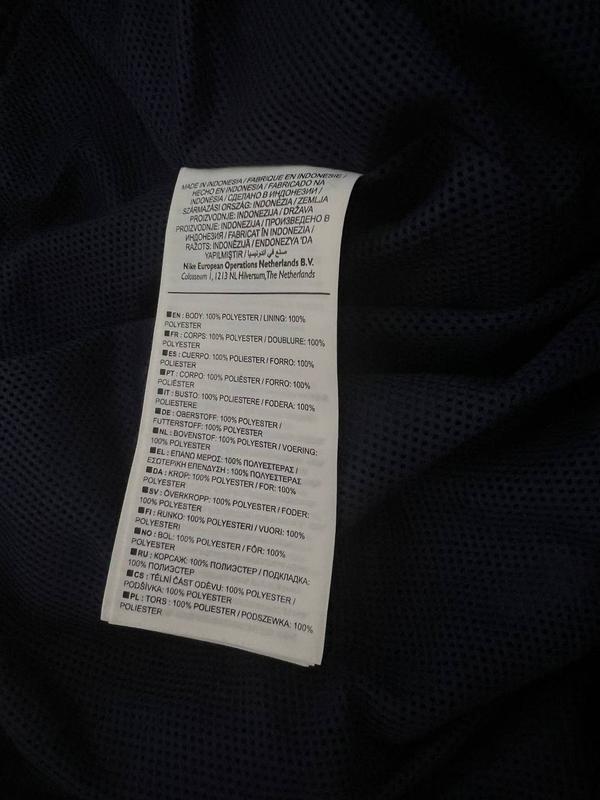 MADE IN INDONESIA / FABRIQUE EN INDONESIE /
HECHO EN INDONESIA / FABRICADO NA
INDONESIA / СДЕЛАНО В ИНДОНЕЗИИ /
SZÁRMAZÁSI ORSZÁG: INDONÉZIA / ZEMLJA
PROIZVODNJE: INDONEZIJA / DRŽAVA
PROIZVODNJE: INDONEZIJA / ПРОИЗВЕДЕНО В
ИНДОНЕЗИЯ / FABRICAT ÎN INDONEZIA /
RAŽOTS: INDONĒZIJĀ / ENDONEZYA 'DA
YAPILMIŞTIR / صنع في اندونيسيا
Nike European Operations Netherlands B.V.
Colosseum 1, 1213 NL Hilversum, The Netherlands
EN : BODY: 100% POLYESTER / LINING: 100%
POLYESTER
FR : CORPS: 100% POLYESTER / DOUBLURE: 100%
POLYESTER
ES : CUERPO: 100% POLIESTER / FORRO: 100%
POLIESTER
PT : CORPO: 100% POLIÉSTER / FORRO: 100%
POLIÉSTER
IT : BUSTO: 100% POLIESTERE / FODERA: 100%
POLIESTERE
DE : OBERSTOFF: 100% POLYESTER /
FUTTERSTOFF: 100% POLYESTER
NL : BOVENSTOF: 100% POLYESTER / VOERING:
100% POLYESTER
EL : ΕΠΑΝΩ ΜΕΡΟΣ: 100% ΠΟΛΥΕΣΤΕΡΑΣ /
ΕΣΩΤΕΡΙΚΗ ΕΠΕΝΔΥΣΗ : 100% ΠΟΛΥΕΣΤΕΡΑΣ
DA : KROP: 100% POLYESTER / FOR: 100%
POLYESTER
SV : ÖVERKROPP: 100% POLYESTER / FODER:
100% POLYESTER
FI : RUNKO: 100% POLYESTERI / VUORI: 100%
POLYESTERI
NO : BOL: 100% POLYESTER / FÔR: 100%
POLYESTER
RU : КОРСАЖ: 100% ПОЛИЭСТЕР / ПОДКЛАДКА:
100% ПОЛИЭСТЕР
CS : TĚLNÍ ČÁST ODĚVU: 100% POLYESTER /
PODŠÍVKA: 100% POLYESTER
PL : TORS : 100% POLIESTER / PODSZEWKA: 100%
POLIESTER